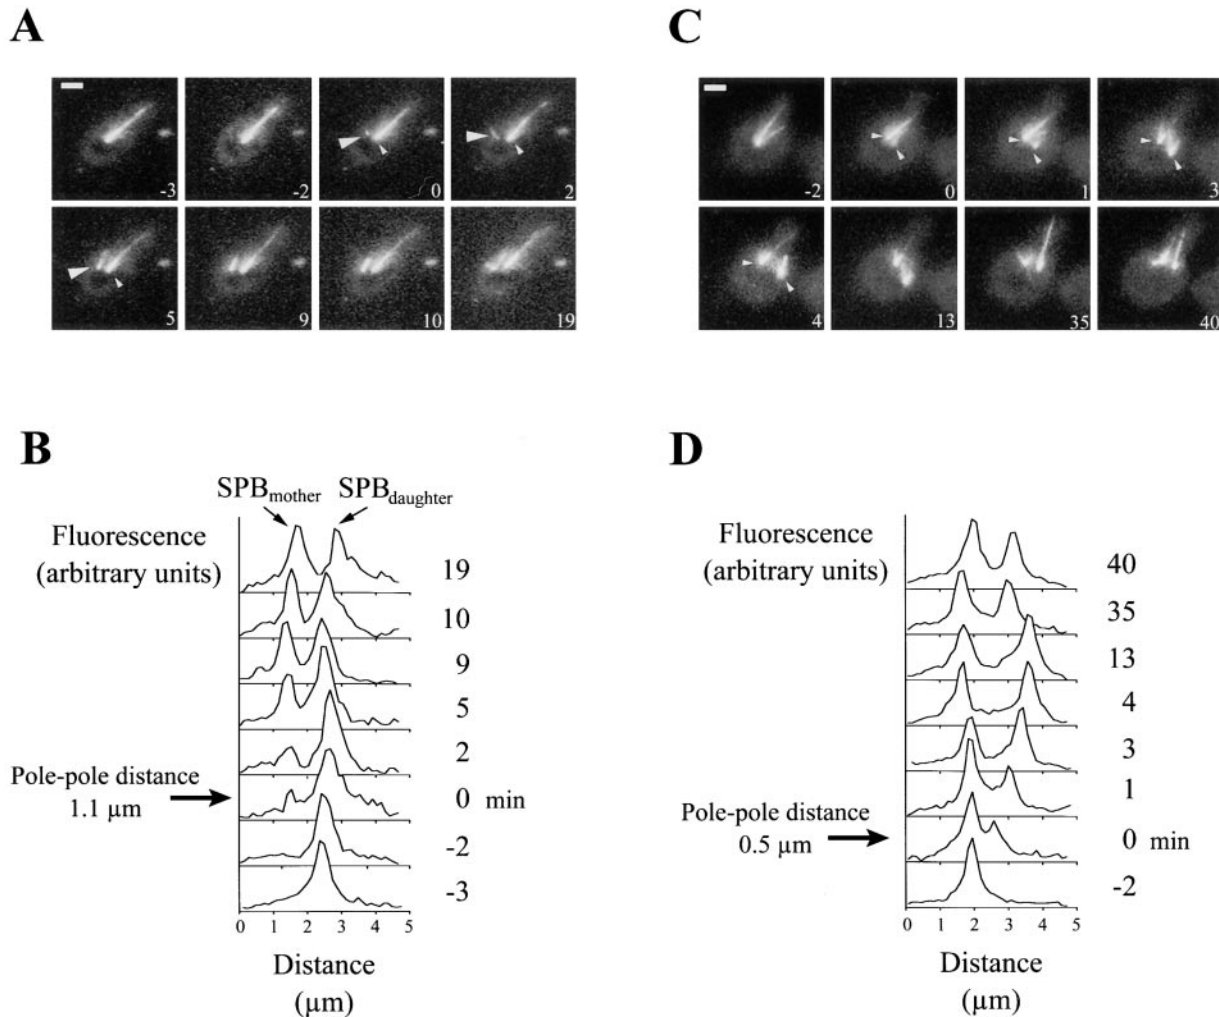 A
-3
-2
0
2
5
9
10
19
C
-2
0
1
3
4
13
35
40
B
SPBmother
SPBdaughter
Fluorescence
(arbitrary units)
19
10
9
5
2
Pole-pole distance
1.1 µm
0 min
-2
-3
0 1 2 3 4 5
Distance
(µm)
D
Fluorescence
(arbitrary units)
40
35
13
4
3
1
Pole-pole distance
0.5 µm
0 min
-2
0 1 2 3 4 5
Distance
(µm)